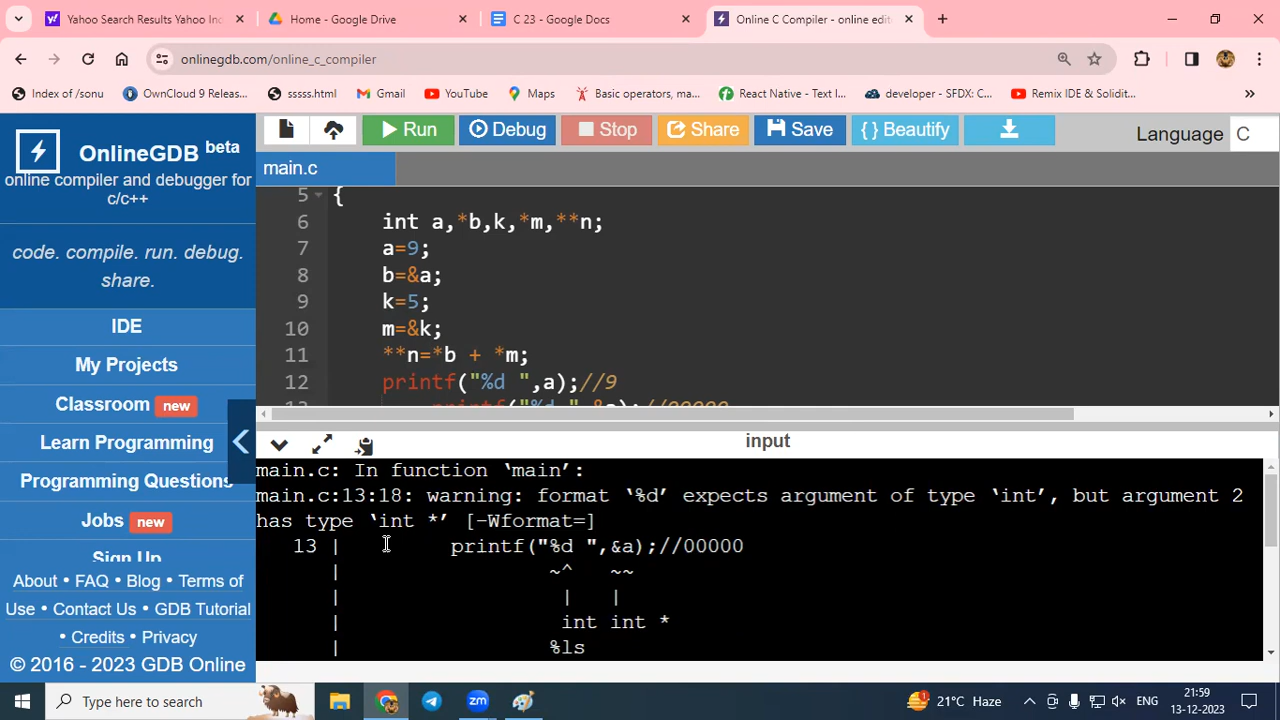 Yahoo Search Results Yahoo Inc
Home - Google Drive
C 23 - Google Docs
Online C Compiler - online edit
onlinegdb.com/online_c_compiler
Index of /sonu
OwnCloud 9 Releas...
sssss.html
Gmail
YouTube
Maps
Basic operators, ma...
React Native - Text I...
developer - SFDX: C...
Remix IDE & Solidit...
»
OnlineGDB beta
online compiler and debugger for
c/c++
code. compile. run. debug.
share.
IDE
My Projects
Classroom new
Learn Programming
Programming Questions
Jobs new
Sign Up
About • FAQ • Blog • Terms of
Use • Contact Us • GDB Tutorial
• Credits • Privacy
© 2016 - 2023 GDB Online
Run
Debug
Stop
Share
Save
{ } Beautify
Language C
main.c
5 {
6 int a,*b,k,*m,**n;
7 a=9;
8 b=&a;
9 k=5;
10 m=&k;
11 **n=*b + *m;
12 printf("%d ",a);//9
13 printf("%d ",&a);//00000
input
main.c: In function ‘main’:
main.c:13:18: warning: format ‘%d’ expects argument of type ‘int’, but argument 2
has type ‘int *’ [-Wformat=]
13 | printf("%d ",&a);//00000
| ~^ ~~
| | |
| int int *
| %ls
Type here to search
1
21°C Haze
ENG
21:59
13-12-2023